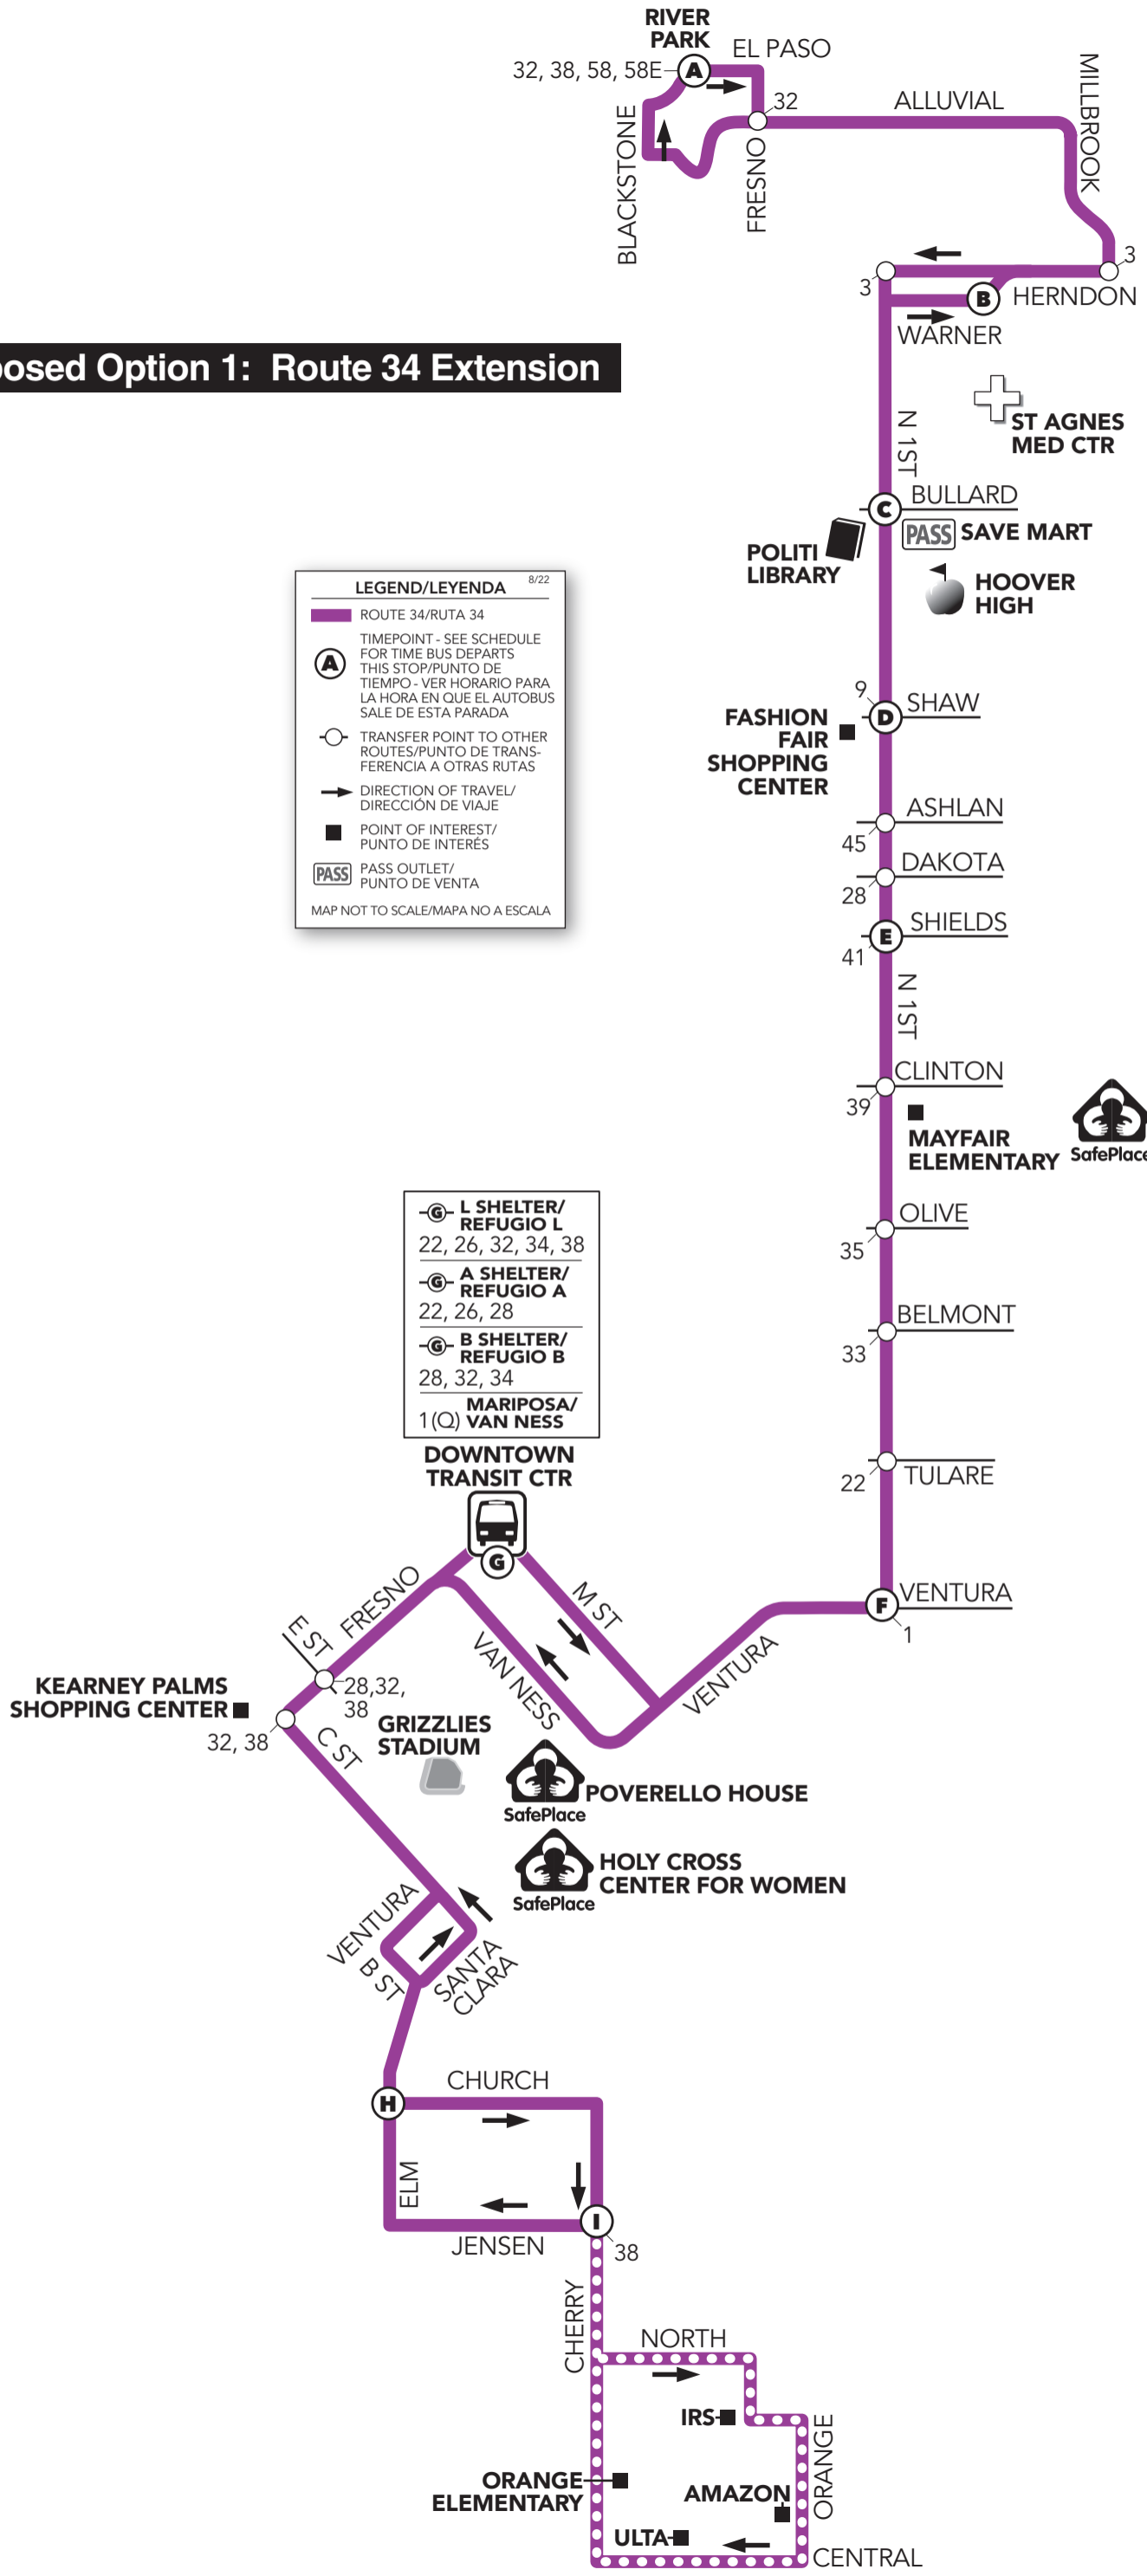 RIVER
PARK
EL PASO
32, 38, 58, 58E
A
32
ALLUVIAL
MILLBROOK
BLACKSTONE
FRESNO
3
3
B
HERNDON
WARNER
posed Option 1: Route 34 Extension
ST AGNES
MED CTR
N 1ST
BULLARD
C
PASS
SAVE MART
POLITI
LIBRARY
HOOVER
HIGH
LEGEND/LEYENDA
8/22
ROUTE 34/RUTA 34
A
TIMEPOINT - SEE SCHEDULE
FOR TIME BUS DEPARTS
THIS STOP/PUNTO DE
TIEMPO - VER HORARIO PARA
LA HORA EN QUE EL AUTOBUS
SALE DE ESTA PARADA
TRANSFER POINT TO OTHER
ROUTES/PUNTO DE TRANS-
FERENCIA A OTRAS RUTAS
DIRECTION OF TRAVEL/
DIRECCIÓN DE VIAJE
POINT OF INTEREST/
PUNTO DE INTERÉS
PASS
PASS OUTLET/
PUNTO DE VENTA
MAP NOT TO SCALE/MAPA NO A ESCALA
9
D
SHAW
FASHION
FAIR
SHOPPING
CENTER
ASHLAN
45
DAKOTA
28
SHIELDS
E
41
N 1ST
CLINTON
39
MAYFAIR
ELEMENTARY
SafePlace
OLIVE
35
BELMONT
33
TULARE
22
VENTURA
F
1
G L SHELTER/
REFUGIO L
22, 26, 32, 34, 38
G A SHELTER/
REFUGIO A
22, 26, 28
G B SHELTER/
REFUGIO B
28, 32, 34
1(Q) MARIPOSA/
VAN NESS
DOWNTOWN
TRANSIT CTR
G
M ST
FRESNO
VAN NESS
VENTURA
E ST
28,32,
38
KEARNEY PALMS
SHOPPING CENTER
32, 38
C ST
GRIZZLIES
STADIUM
SafePlace
POVERELLO HOUSE
SafePlace
HOLY CROSS
CENTER FOR WOMEN
VENTURA
B ST
SANTA
CLARA
H
CHURCH
ELM
JENSEN
I
38
CHERRY
NORTH
IRS
ORANGE
ORANGE
ELEMENTARY
AMAZON
ULTA
CENTRAL